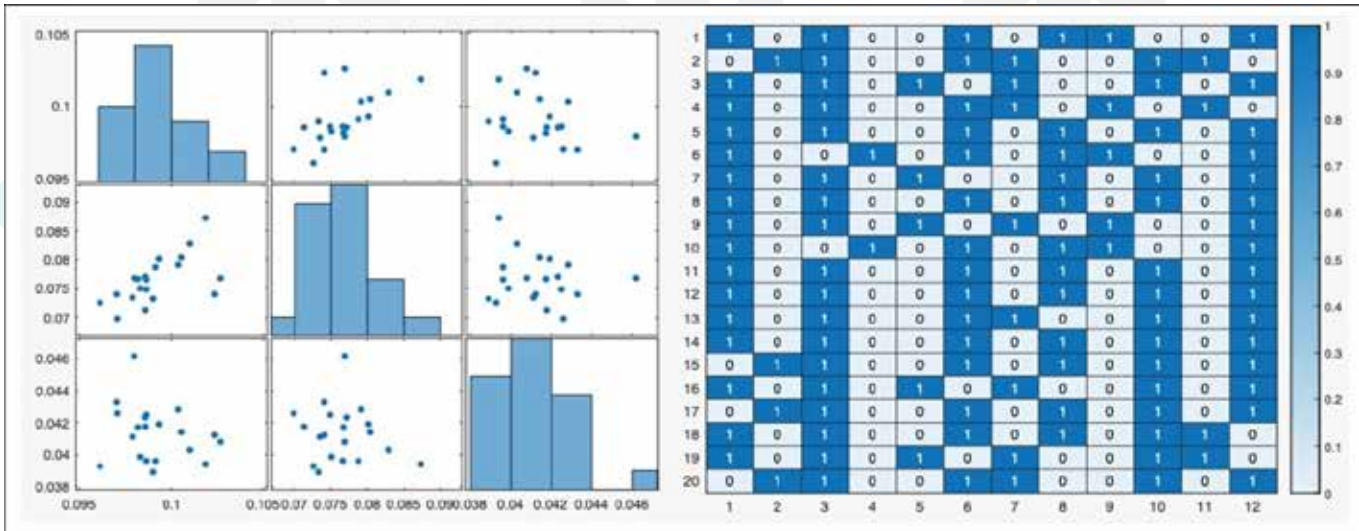 0.105
0.1
0.095
0.09
0.085
0.08
0.075
0.07
0.046
0.044
0.042
0.04
0.038
0.095 0.1 0.105 0.07 0.075 0.08 0.085 0.09 0.038 0.04 0.042 0.044 0.046
1 1 0 1 0 0 1 0 1 1 0 0 1
2 0 1 1 0 0 1 1 0 0 1 1 0
3 1 0 1 0 1 0 1 0 0 1 0 1
4 1 0 1 0 0 1 1 0 1 0 1 0
5 1 0 1 0 0 1 0 1 0 1 0 1
6 1 0 0 1 0 1 0 1 1 0 0 1
7 1 0 1 0 1 0 0 1 0 1 0 1
8 1 0 1 0 0 1 0 1 0 1 0 1
9 1 0 1 0 1 0 1 0 1 0 0 1
10 1 0 0 1 0 1 0 1 1 0 0 1
11 1 0 1 0 0 1 0 1 0 1 0 1
12 1 0 1 0 0 1 0 1 0 1 0 1
13 1 0 1 0 0 1 1 0 0 1 0 1
14 1 0 1 0 0 1 0 1 0 1 0 1
15 0 1 1 0 0 1 0 1 0 1 0 1
16 1 0 1 0 1 0 1 0 0 1 0 1
17 0 1 1 0 0 1 0 1 0 1 0 1
18 1 0 1 0 0 1 0 1 0 1 1 0
19 1 0 1 0 1 0 1 0 0 1 1 0
20 0 1 1 0 0 1 1 0 0 1 0 1
1 2 3 4 5 6 7 8 9 10 11 12
1
0.9
0.8
0.7
0.6
0.5
0.4
0.3
0.2
0.1
0